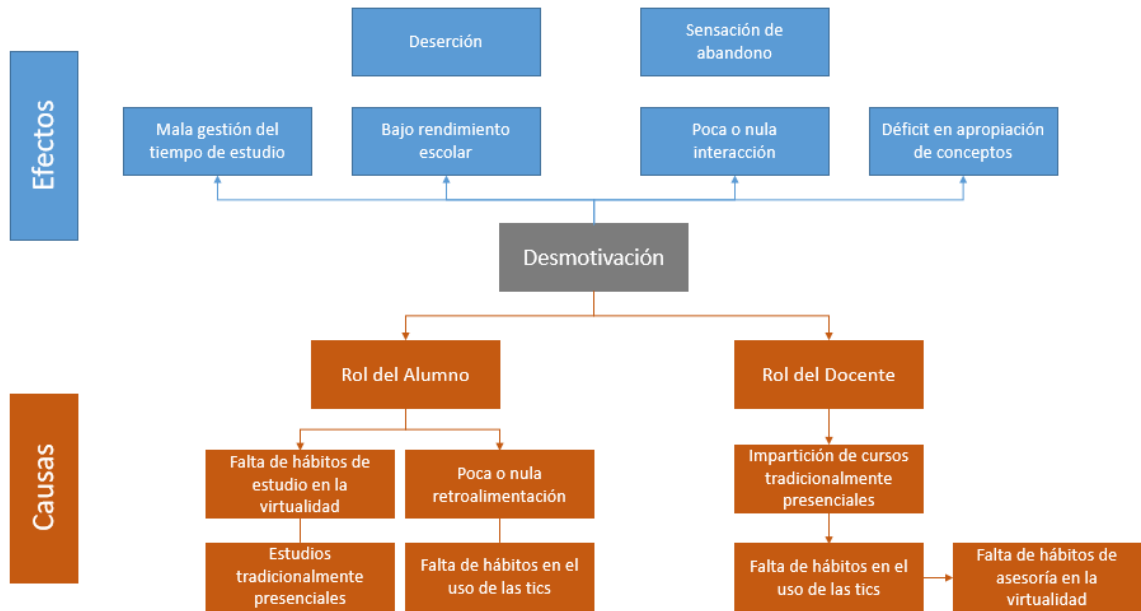 Efectos
Deserción
Sensación de
abandono
Mala gestión del
tiempo de estudio
Bajo rendimiento
escolar
Poca o nula
interacción
Déficit en apropiación
de conceptos
Desmotivación
Causas
Rol del Alumno
Rol del Docente
Falta de hábitos de
estudio en la
virtualidad
Poca o nula
retroalimentación
Impartición de cursos
tradicionalmente
presenciales
Estudios
tradicionalmente
presenciales
Falta de hábitos en el
uso de las tics
Falta de hábitos en el
uso de las tics
Falta de hábitos de
asesoría en la
virtualidad